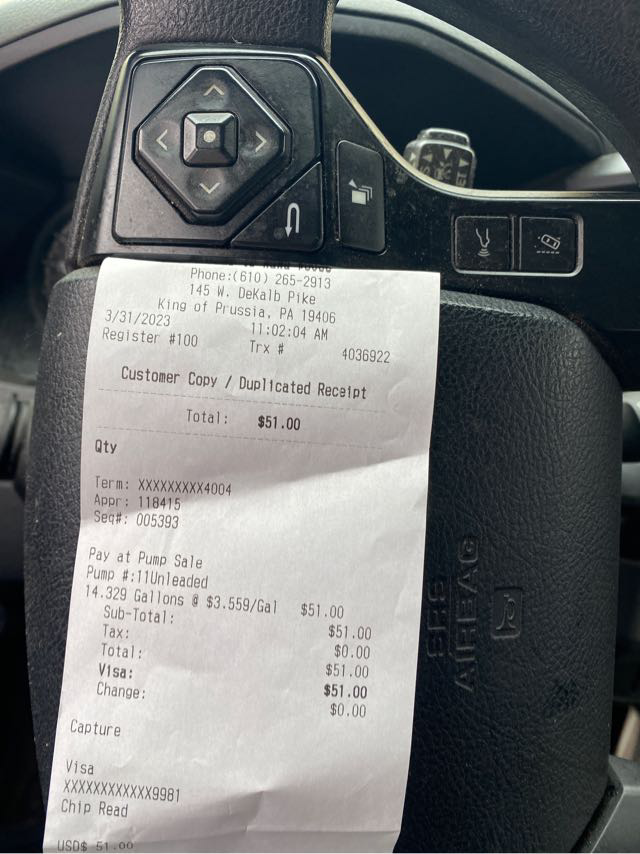 Phone:(610) 265-2913
145 W. DeKalb Pike
King of Prussia, PA 19406
3/31/2023 11:02:04 AM
Register #100 Trx # 4036922
Customer Copy / Duplicated Receipt
Total: $51.00
Qty
Term: XXXXXXXXX4004
Appr: 118415
Seq#: 005393
Pay at Pump Sale
Pump #:11Unleaded
14.329 Gallons @ $3.559/Gal $51.00
Sub-Total: $51.00
Tax: $0.00
Total: $51.00
Visa: $51.00
Change: $0.00
Capture
Visa
XXXXXXXXXXXX9981
Chip Read
USD$ 51.00
SRS
AIRBAG